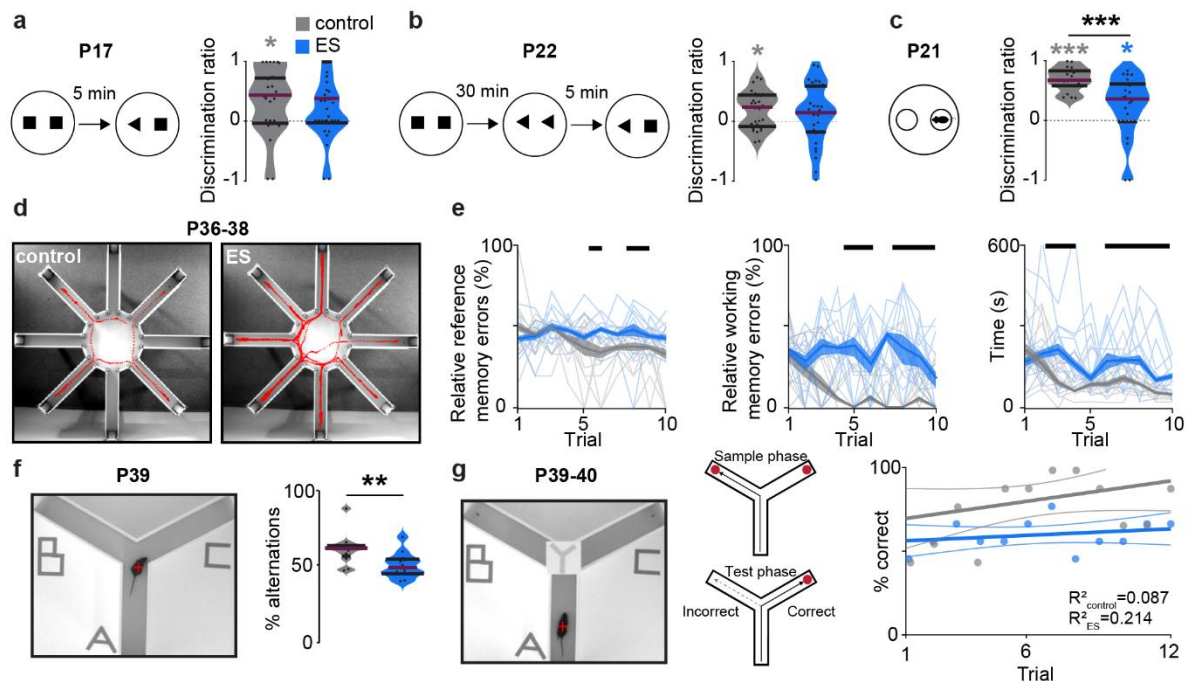 a
P17
5 min
control
ES
*
Discrimination ratio
1
0
-1
b
P22
30 min
5 min
*
Discrimination ratio
1
0
-1
c
P21
***
***
*
Discrimination ratio
1
0
-1
d
P36-38
control
ES
e
Relative reference
memory errors (%)
100
0
1
5
10
Trial
Relative working
memory errors (%)
100
0
1
5
10
Trial
Time (s)
600
0
1
5
10
Trial
f
P39
B
C
A
% alternations
100
50
0
**
g
P39-40
B
Y
C
A
Sample phase
Test phase
Incorrect
Correct
% correct
100
0
R²control=0.087
R²ES=0.214
1
6
12
Trial